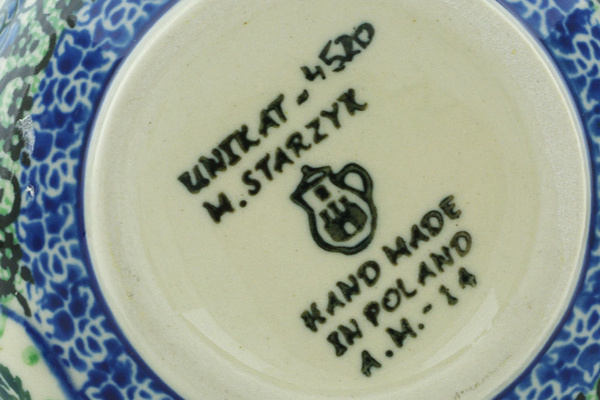 UNIKAT - 4520
M. STARZYK
HAND MADE
IN POLAND
A.M. - 14